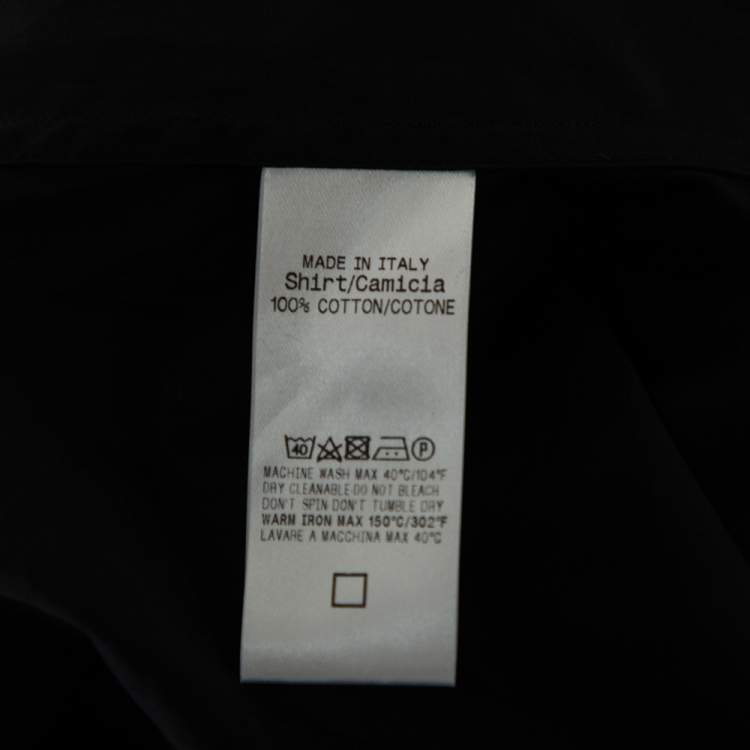 MADE IN ITALY
Shirt/Camicia
100% COTTON/COTONE
40 P
MACHINE WASH MAX 40°C/104°F
DRY CLEANABLE DO NOT BLEACH
DON'T SPIN DON'T TUMBLE DRY
WARM IRON MAX 150°C/302°F
LAVARE A MACCHINA MAX 40°C